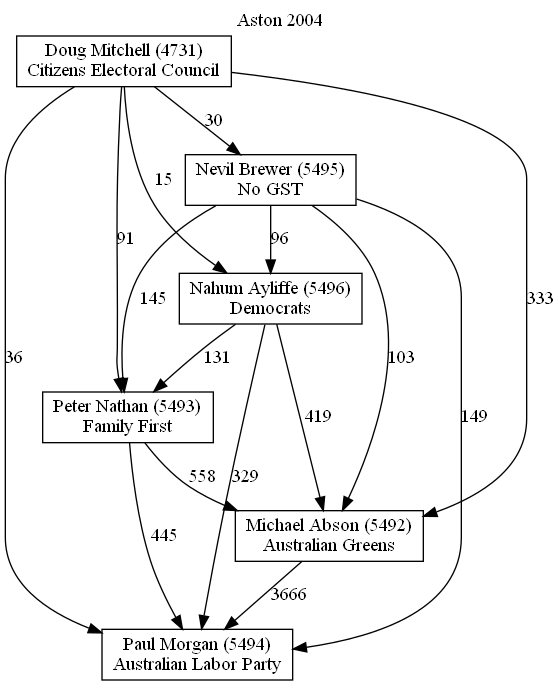 Aston 2004
Doug Mitchell (4731)
Citizens Electoral Council
30
Nevil Brewer (5495)
No GST
15
91
96
Nahum Ayliffe (5496)
Democrats
145
333
36
131
103
Peter Nathan (5493)
Family First
419
149
558
329
445
Michael Abson (5492)
Australian Greens
3666
Paul Morgan (5494)
Australian Labor Party